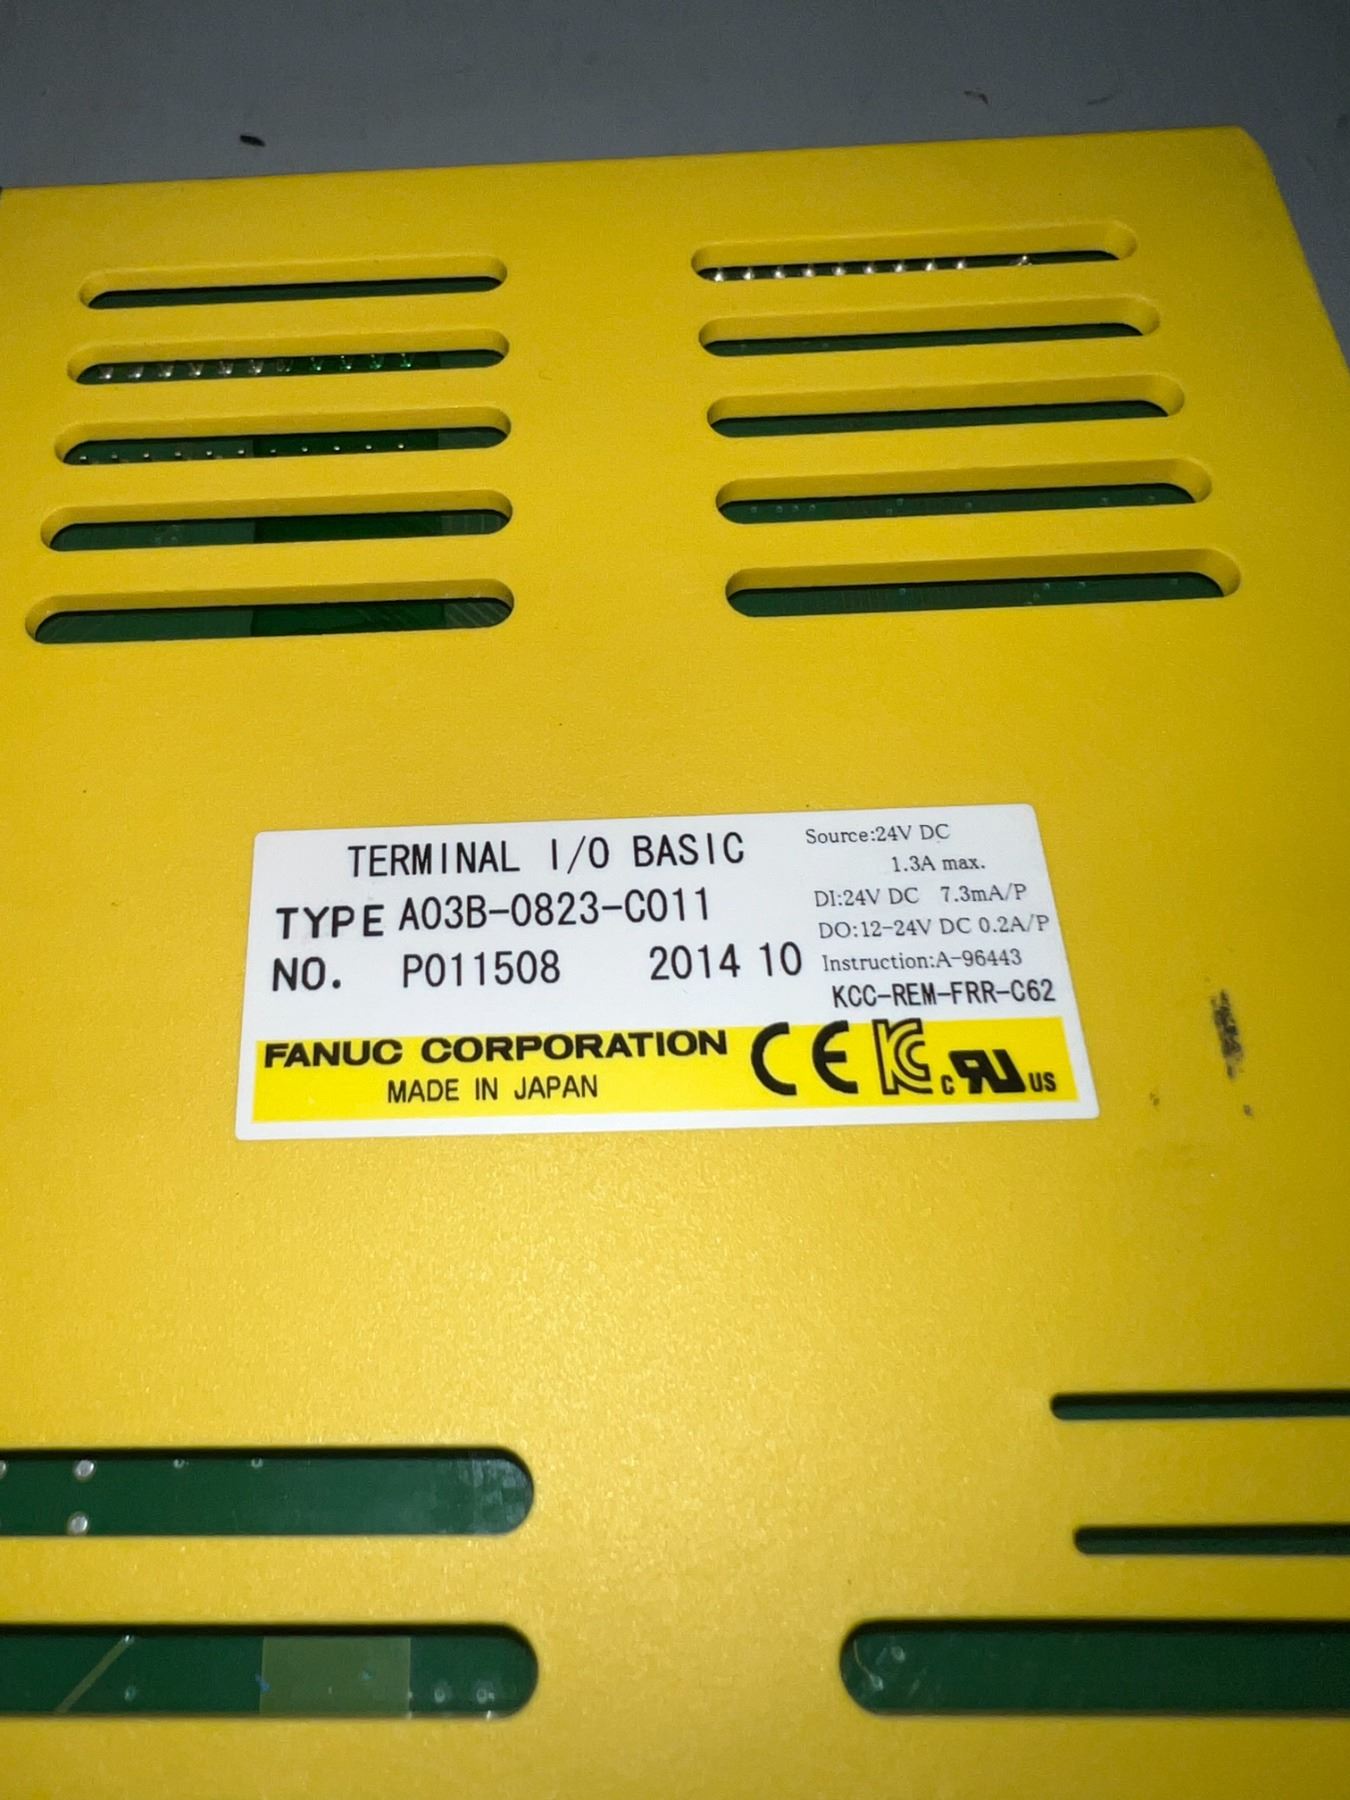 TERMINAL I/O BASIC
TYPE A03B-0823-C011
NO. P011508 2014 10
Source:24V DC
1.3A max.
DI:24V DC 7.3mA/P
DO:12-24V DC 0.2A/P
Instruction:A-96443
KCC-REM-FRR-C62
FANUC CORPORATION
MADE IN JAPAN
CE KC c RU US